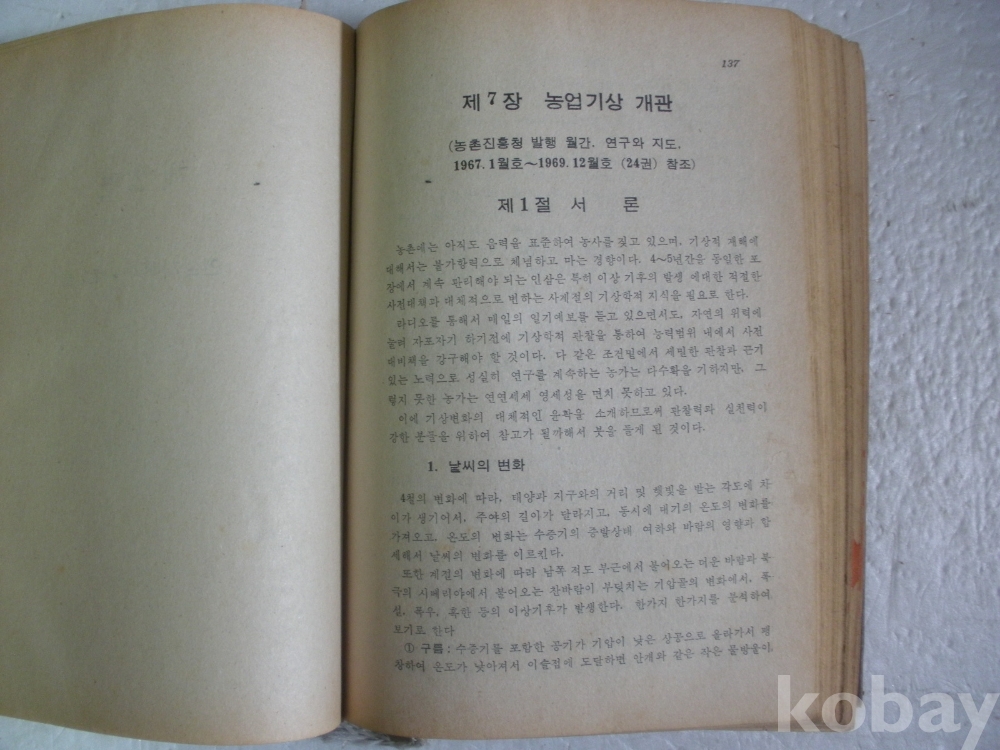 137
제 7 장 농업기상 개관
(농촌진흥청 발행 월간. 연구와 지도.
1967. 1월호～1969. 12월호 (24권) 참조)
제 1 절 서 론
농촌에는 아직도 음력을 표준하여 농사를 짖고 있으며, 기상적 재해에
대해서는 불가항력으로 체념하고 마는 경향이다. 4～5년간을 동일한 포
장에서 계속 관리해야 되는 인삼은 특히 이상 기후의 발생 에대한 적절한
사전대책과 대체적으로 변하는 사계절의 기상학적 지식을 필요로 한다.
라디오를 통해서 매일의 일기예보를 듣고 있으면서도, 자연의 위력에
눌려 자포자기 하기전에 기상학적 관찰을 통하여 능력범위 내에서 사전
대비책을 강구해야 할 것이다. 다 같은 조건밑에서 세밀한 관찰과 끈기
있는 노력으로 성실히 연구를 계속하는 농가는 다수확을 기하지만, 그
렇지 못한 농가는 연연세세 영세성을 면치 못하고 있다.
이에 기상변화의 대체적인 윤곽을 소개하므로써 관찰력과 실천력이
강한 분들을 위하여 참고가 될까해서 붓을 들게 된 것이다.
1. 날씨의 변화
4월의 변화에 따라, 태양과 지구와의 거리 및 햇빛을 받는 각도에 차
이가 생기어서, 주야의 길이가 달라지고, 동시에 대기의 온도의 변화를
가져오고, 온도의 변화는 수증기의 증발상태 여하와 바람의 영향과 합
세해서 날씨의 변화를 이르킨다.
또한 계절의 변화에 따라 남쪽 적도 부근에서 불어오는 더운 바람과 북
극의 시베리아에서 불어오는 찬바람이 부딪치는 기압골의 변화에서, 폭
설, 폭우, 혹한 등의 이상기후가 발생한다. 한가지 한가지를 분석하여
보기로 한다
① 구름 : 수증기를 포함한 공기가 기압이 낮은 상공으로 올라가서 팽
창하여 온도가 낮아져서 이슬점에 도달하면 안개와 같은 작은 물방울이
kobay